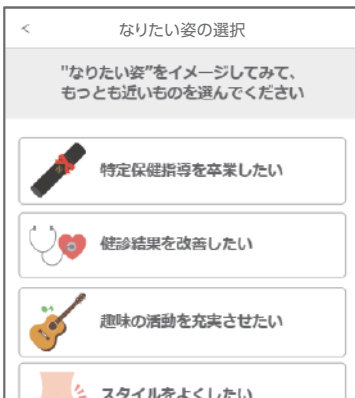 なりたい姿の選択
"なりたい姿"をイメージしてみて、
もっとも近いものを選んでください
特定保健指導を卒業したい
健診結果を改善したい
趣味の活動を充実させたい
スタイルをよくしたい